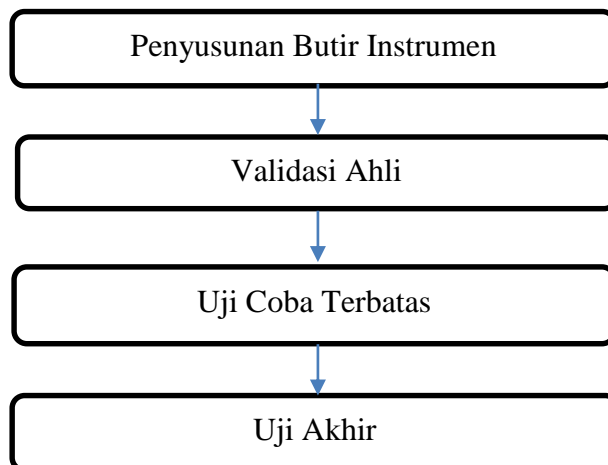 Penyusunan Butir Instrumen
Validasi Ahli
Uji Coba Terbatas
Uji Akhir